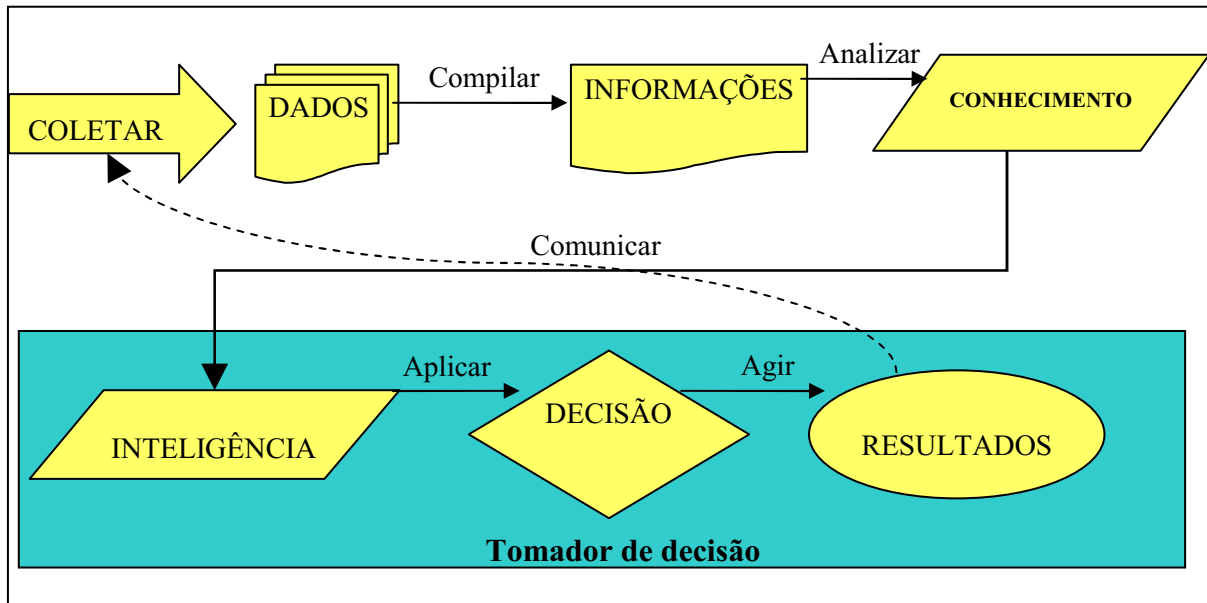 COLETAR
DADOS
Compilar
INFORMAÇÕES
Analizar
CONHECIMENTO
Comunicar
INTELIGÊNCIA
Aplicar
DECISÃO
Agir
RESULTADOS
Tomador de decisão